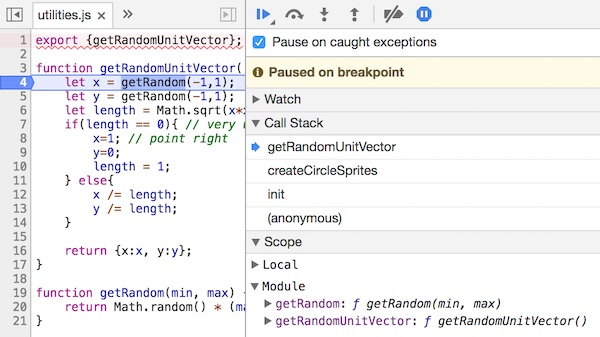 utilities.js ×
1 export {getRandomUnitVector};
2
3 function getRandomUnitVector(
4 let x = getRandom(-1,1);
5 let y = getRandom(-1,1);
6 let length = Math.sqrt(x*
7 if(length == 0){ // very
8 x=1; // point right
9 y=0;
10 length = 1;
11 } else{
12 x /= length;
13 y /= length;
14 }
15
16 return {x:x, y:y};
17 }
18
19 function getRandom(min, max)
20 return Math.random() * (ma
21 }
Pause on caught exceptions
Paused on breakpoint
Watch
Call Stack
getRandomUnitVector
createCircleSprites
init
(anonymous)
Scope
Local
Module
getRandom: ƒ getRandom(min, max)
getRandomUnitVector: ƒ getRandomUnitVector()